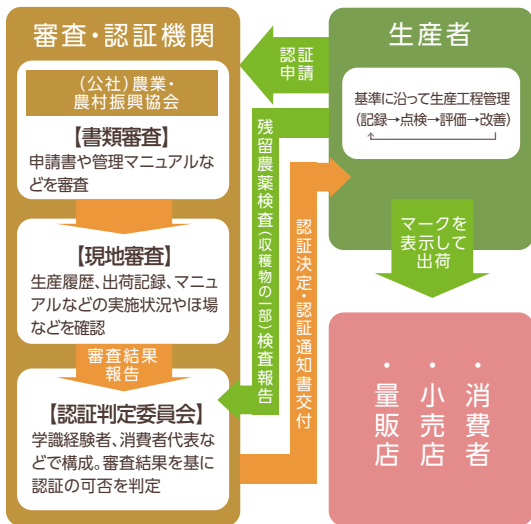 審査・認証機関
(公社)農業・
農村振興協会
【書類審査】
申請書や管理マニュアルな
どを審査
【現地審査】
生産履歴、出荷記録、マニュ
アルなどの実施状況やほ場
などを確認
審査結果
報告
【認証判定委員会】
学識経験者、消費者代表な
どで構成。審査結果を基に
認証の可否を判定
認証
申請
残留農薬検査(収穫物の一部)検査報告
認証決定・認証通知書交付
生産者
基準に沿って生産工程管理
(記録→点検→評価→改善)
マークを
表示して
出荷
・消費者
・小売店
・量販店